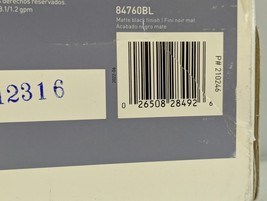 derechos reservados.
3.1/1.2 gpm
84760BL
Matte black finish / Fini noir mat
Acabado negro mate
12316
0 26508 28492 6
P# 210246